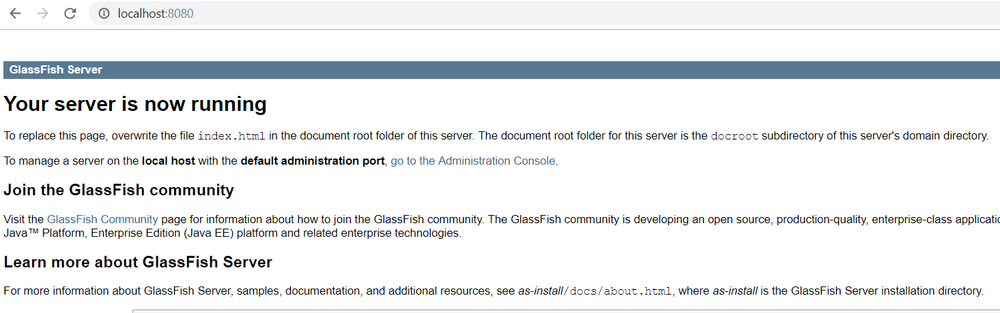 localhost:8080
GlassFish Server
Your server is now running
To replace this page, overwrite the file index.html in the document root folder of this server. The document root folder for this server is the docroot subdirectory of this server's domain directory.
To manage a server on the local host with the default administration port, go to the Administration Console.
Join the GlassFish community
Visit the GlassFish Community page for information about how to join the GlassFish community. The GlassFish community is developing an open source, production-quality, enterprise-class
Java™ Platform, Enterprise Edition (Java EE) platform and related enterprise technologies.
Learn more about GlassFish Server
For more information about GlassFish Server, samples, documentation, and additional resources, see as-install/docs/about.html, where as-install is the GlassFish Server installation directory.